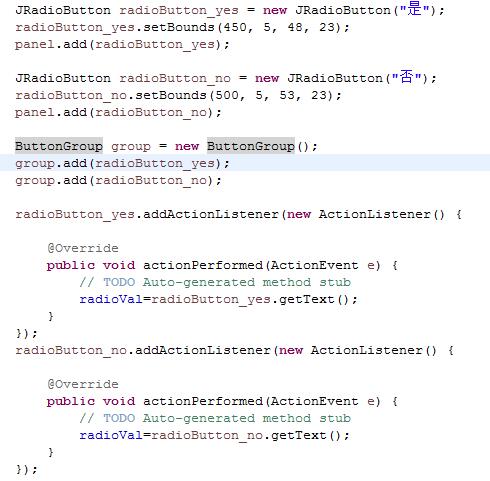 JRadioButton radioButton_yes = new JRadioButton("是");
radioButton_yes.setBounds(450, 5, 48, 23);
panel.add(radioButton_yes);
JRadioButton radioButton_no = new JRadioButton("否");
radioButton_no.setBounds(500, 5, 53, 23);
panel.add(radioButton_no);
ButtonGroup group = new ButtonGroup();
group.add(radioButton_yes);
group.add(radioButton_no);
radioButton_yes.addActionListener(new ActionListener() {
@Override
public void actionPerformed(ActionEvent e) {
// TODO Auto-generated method stub
radioVal=radioButton_yes.getText();
}
});
radioButton_no.addActionListener(new ActionListener() {
@Override
public void actionPerformed(ActionEvent e) {
// TODO Auto-generated method stub
radioVal=radioButton_no.getText();
}
});